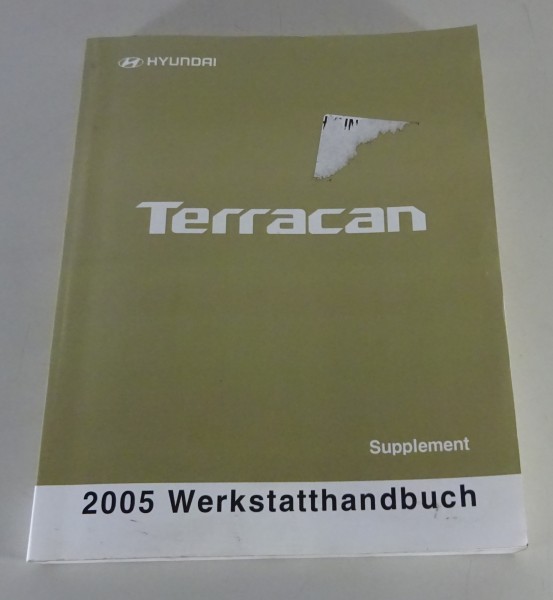 HYUNDAI
Terracan
Supplement
2005 Werkstatthandbuch